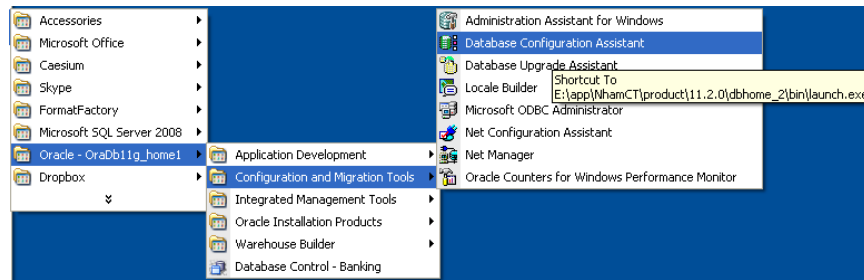 Accessories
Microsoft Office
Caesium
Skype
FormatFactory
Microsoft SQL Server 2008
Oracle - OraDb11g_home1
Dropbox
Application Development
Configuration and Migration Tools
Integrated Management Tools
Oracle Installation Products
Warehouse Builder
Database Control - Banking
Administration Assistant for Windows
Database Configuration Assistant
Database Upgrade Assistant
Locale Builder
Microsoft ODBC Administrator
Net Configuration Assistant
Net Manager
Oracle Counters for Windows Performance Monitor
Shortcut To
E:\app\NhamCT\product\11.2.0\dbhome_2\bin\launch.exe